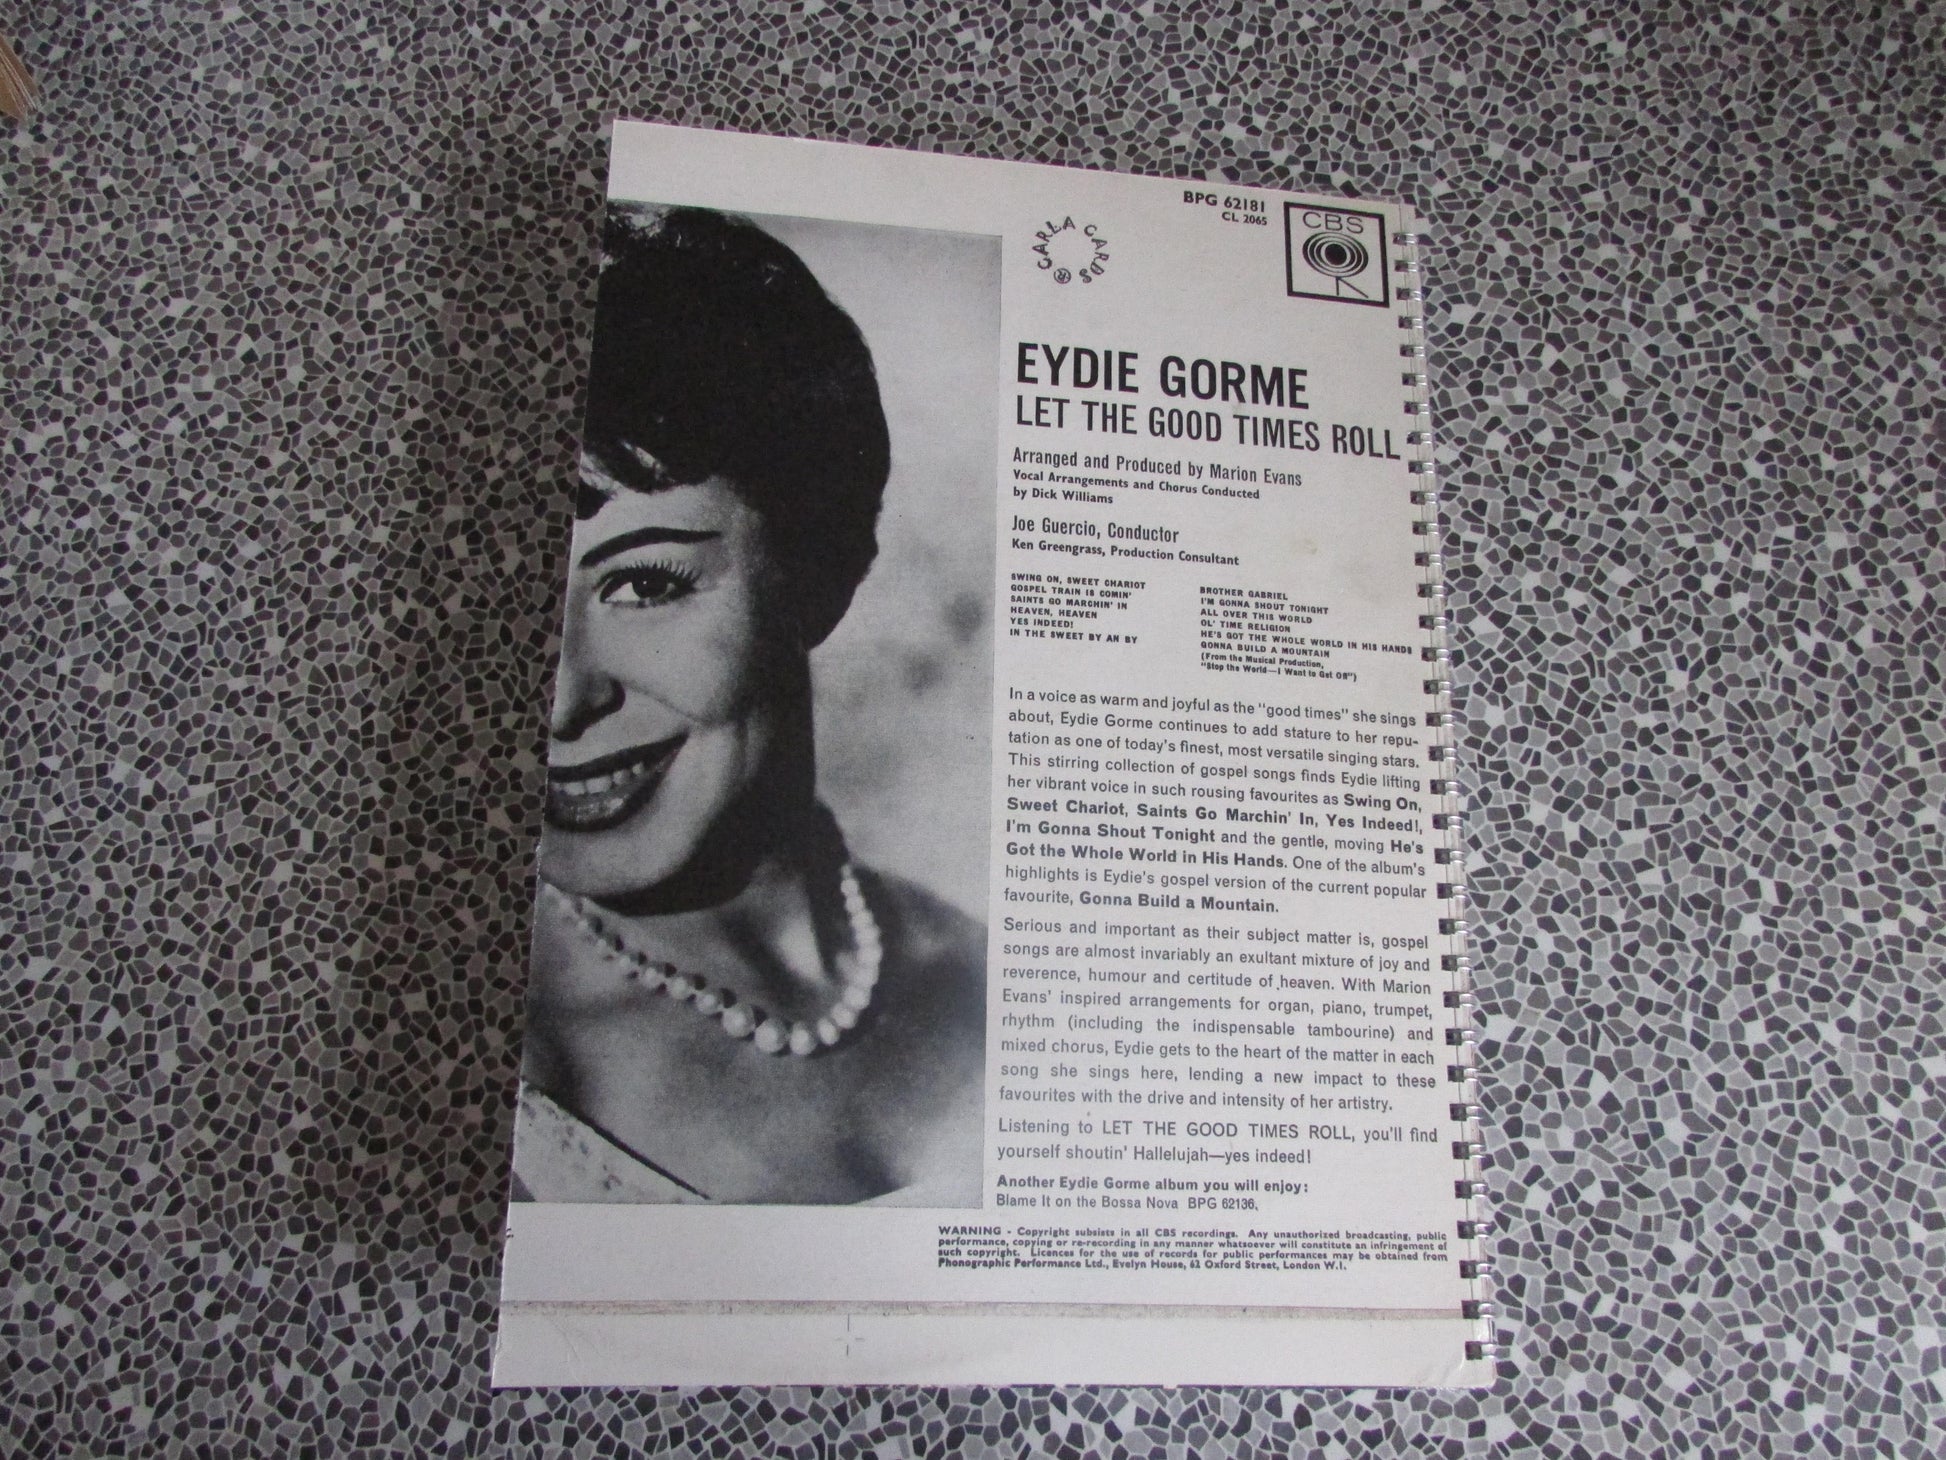 BPG 62181
CL 2065
CBS
CARLA CARDS ®
EYDIE GORME
LET THE GOOD TIMES ROLL
Arranged and Produced by Marion Evans
Vocal Arrangements and Chorus Conducted
by Dick Williams
Joe Guercio, Conductor
Ken Greengrass, Production Consultant
SWING ON, SWEET CHARIOT
GOSPEL TRAIN IS COMIN'
SAINTS GO MARCHIN' IN
HEAVEN, HEAVEN
YES INDEED!
IN THE SWEET BY AN BY
BROTHER GABRIEL
I'M GONNA SHOUT TONIGHT
ALL OVER THIS WORLD
OL' TIME RELIGION
HE'S GOT THE WHOLE WORLD IN HIS HANDS
GONNA BUILD A MOUNTAIN
(From the Musical Production,
"Stop the World—I Want to Get Off")
In a voice as warm and joyful as the "good times" she sings
about, Eydie Gorme continues to add stature to her repu-
tation as one of today's finest, most versatile singing stars.
This stirring collection of gospel songs finds Eydie lifting
her vibrant voice in such rousing favourites as Swing On,
Sweet Chariot, Saints Go Marchin' In, Yes Indeed!,
I'm Gonna Shout Tonight and the gentle, moving He's
Got the Whole World in His Hands. One of the album's
highlights is Eydie's gospel version of the current popular
favourite, Gonna Build a Mountain.
Serious and important as their subject matter is, gospel
songs are almost invariably an exultant mixture of joy and
reverence, humour and certitude of heaven. With Marion
Evans' inspired arrangements for organ, piano, trumpet,
rhythm (including the indispensable tambourine) and
mixed chorus, Eydie gets to the heart of the matter in each
song she sings here, lending a new impact to these
favourites with the drive and intensity of her artistry.
Listening to LET THE GOOD TIMES ROLL, you'll find
yourself shoutin' Hallelujah—yes indeed!
Another Eydie Gorme album you will enjoy:
Blame It on the Bossa Nova BPG 62136.
WARNING - Copyright subsists in all CBS recordings. Any unauthorized broadcasting, public
performance, copying or re-recording in any manner whatsoever will constitute an infringement of
such copyright. Licences for the use of records for public performances may be obtained from
Phonographic Performance Ltd., Evelyn House, 62 Oxford Street, London W.1.